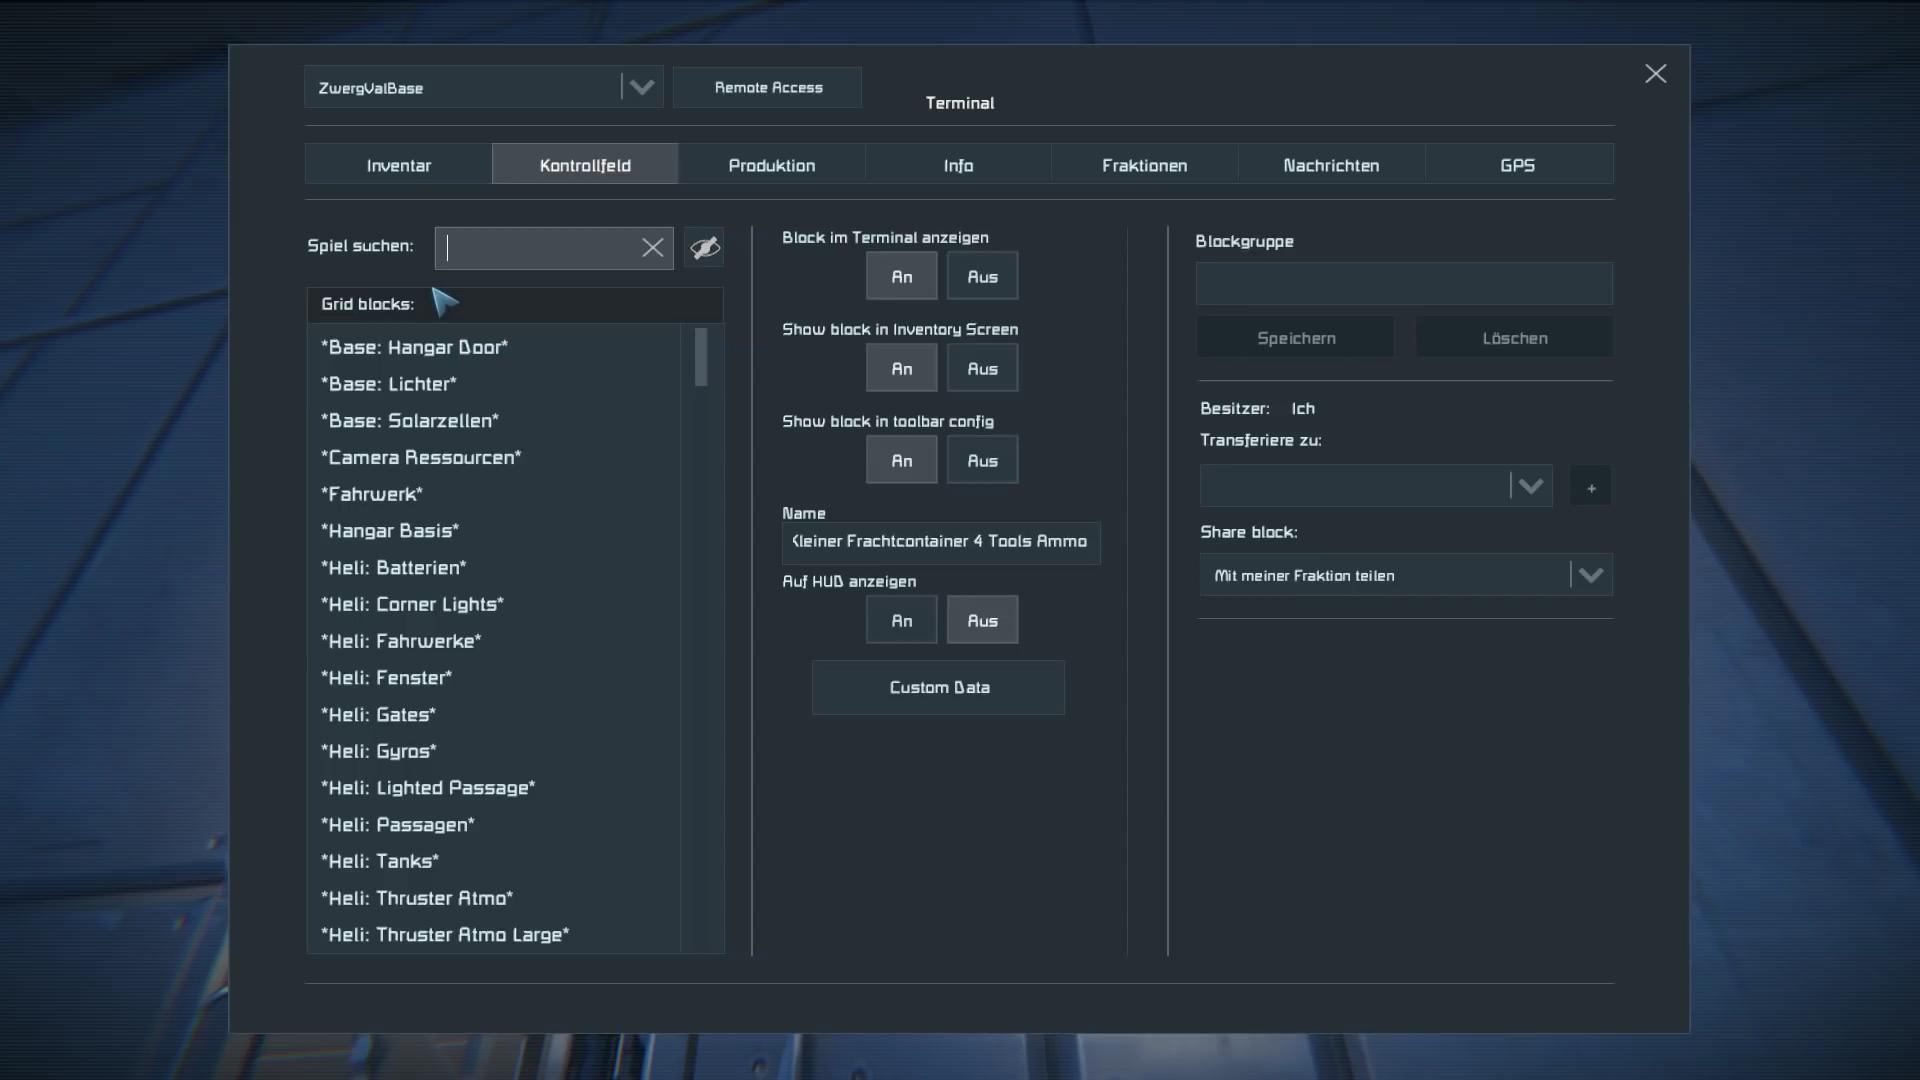 ZwergValBase
Remote Access
Terminal
Inventar
Kontrollfeld
Produktion
Info
Fraktionen
Nachrichten
GPS
Spiel suchen:
Grid blocks:
*Base: Hangar Door*
*Base: Lichter*
*Base: Solarzellen*
*Camera Ressourcen*
*Fahrwerk*
*Hangar Basis*
*Heli: Batterien*
*Heli: Corner Lights*
*Heli: Fahrwerke*
*Heli: Fenster*
*Heli: Gates*
*Heli: Gyros*
*Heli: Lighted Passage*
*Heli: Passagen*
*Heli: Tanks*
*Heli: Thruster Atmo*
*Heli: Thruster Atmo Large*
Block im Terminal anzeigen
An Aus
Show block in Inventory Screen
An Aus
Show block in toolbar config
An Aus
Name
Kleiner Frachtcontainer 4 Tools Ammo
Auf HUD anzeigen
An Aus
Custom Data
Blockgruppe
Speichern Löschen
Besitzer: Ich
Transferiere zu:
+
Share block:
Mit meiner Fraktion teilen